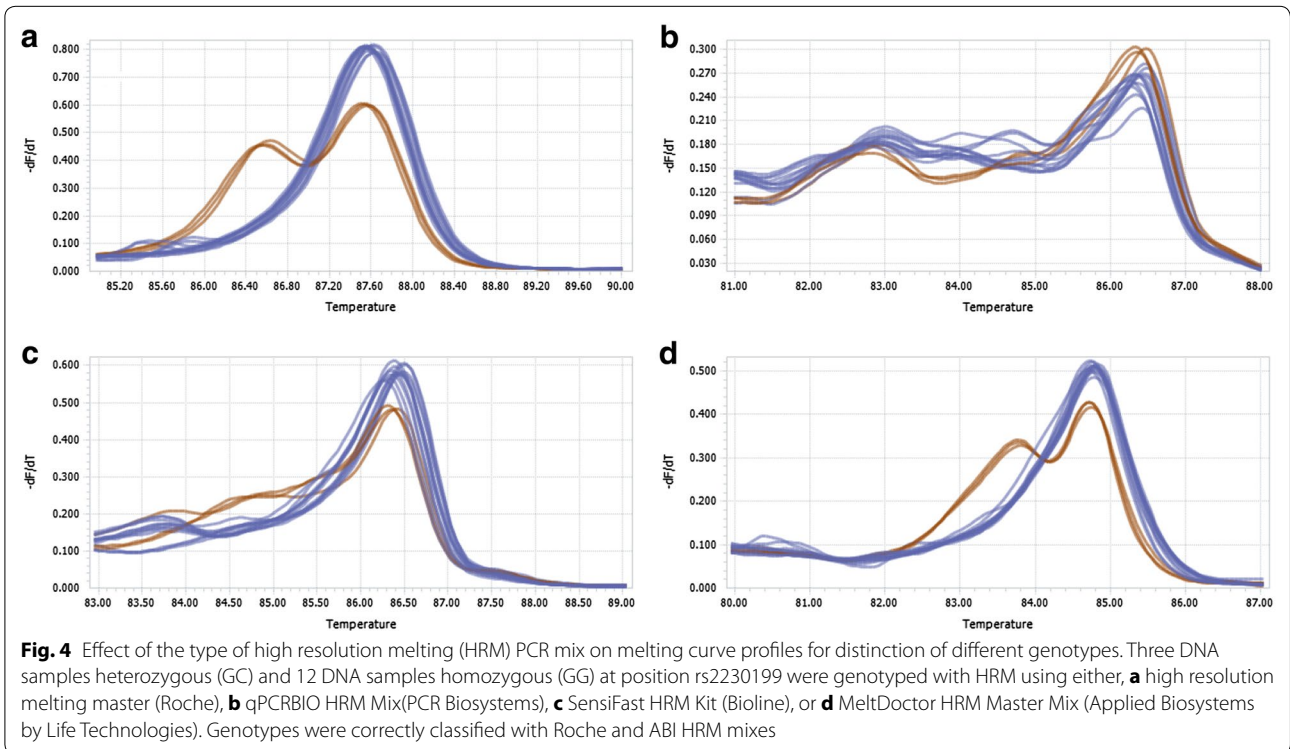 a
0.800
0.700
0.600
0.500
0.400
0.300
0.200
0.100
0.000
-dF/dT
85.20 85.60 86.00 86.40 86.80 87.20 87.60 88.00 88.40 88.80 89.20 89.60 90.00
Temperature
b
0.300
0.270
0.240
0.210
0.180
0.150
0.120
0.090
0.060
0.030
-dF/dT
81.00 82.00 83.00 84.00 85.00 86.00 87.00 88.00
Temperature
c
0.600
0.500
0.400
0.300
0.200
0.100
0.000
-dF/dT
83.00 83.50 84.00 84.50 85.00 85.50 86.00 86.50 87.00 87.50 88.00 88.50 89.00
Temperature
d
0.500
0.400
0.300
0.200
0.100
0.000
-dF/dT
80.00 81.00 82.00 83.00 84.00 85.00 86.00 87.00
Temperature
Fig. 4 Effect of the type of high resolution melting (HRM) PCR mix on melting curve profiles for distinction of different genotypes. Three DNA
samples heterozygous (GC) and 12 DNA samples homozygous (GG) at position rs2230199 were genotyped with HRM using either, a high resolution
melting master (Roche), b qPCRBIO HRM Mix(PCR Biosystems), c SensiFast HRM Kit (Bioline), or d MeltDoctor HRM Master Mix (Applied Biosystems
by Life Technologies). Genotypes were correctly classified with Roche and ABI HRM mixes